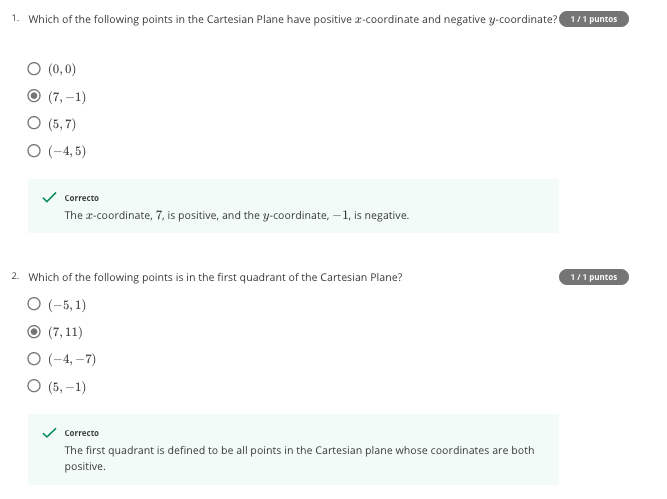 1. Which of the following points in the Cartesian Plane have positive x-coordinate and negative y-coordinate? 1 / 1 puntos
(0, 0)
(7, −1)
(5, 7)
(−4, 5)
Correcto
The x-coordinate, 7, is positive, and the y-coordinate, −1, is negative.
2. Which of the following points is in the first quadrant of the Cartesian Plane? 1 / 1 puntos
(−5, 1)
(7, 11)
(−4, −7)
(5, −1)
Correcto
The first quadrant is defined to be all points in the Cartesian plane whose coordinates are both
positive.